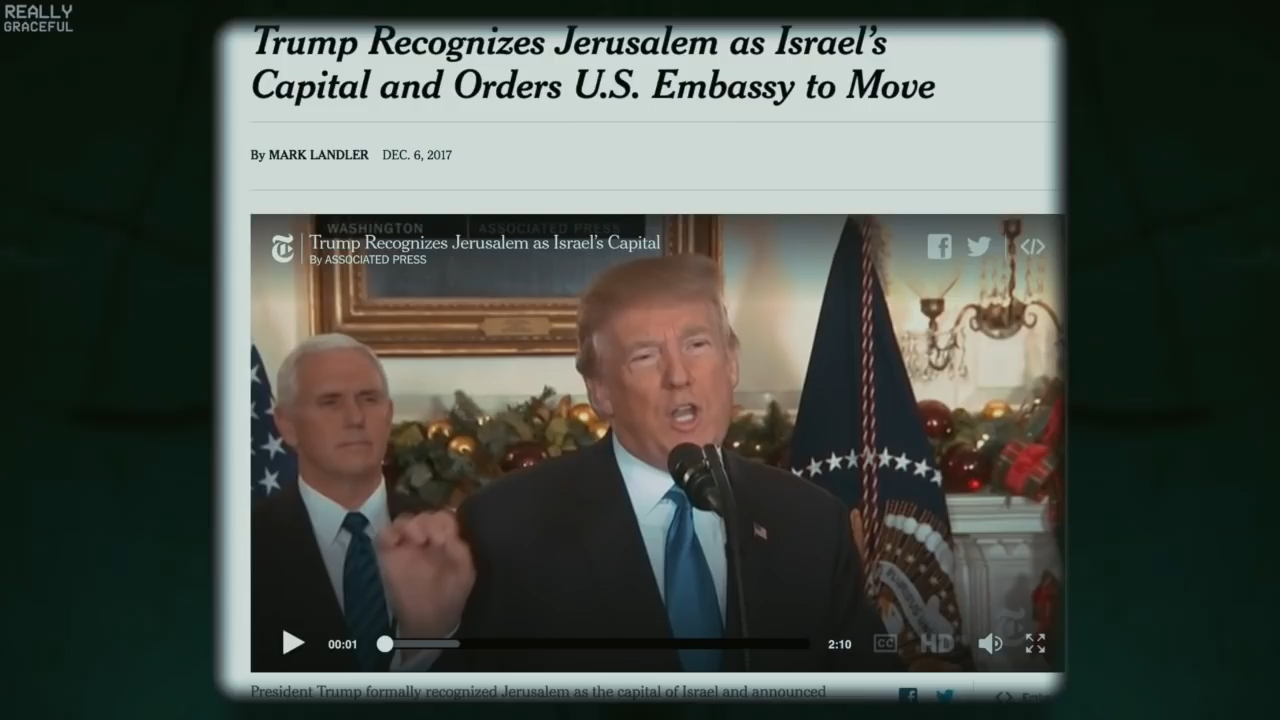 REALLY
GRACEFUL
Trump Recognizes Jerusalem as Israel's
Capital and Orders U.S. Embassy to Move
By MARK LANDLER DEC. 6, 2017
WASHINGTON ASSOCIATED PRESS
Trump Recognizes Jerusalem as Israel's Capital
By ASSOCIATED PRESS
00:01 2:10 CC HD
President Trump formally recognized Jerusalem as the capital of Israel and announced